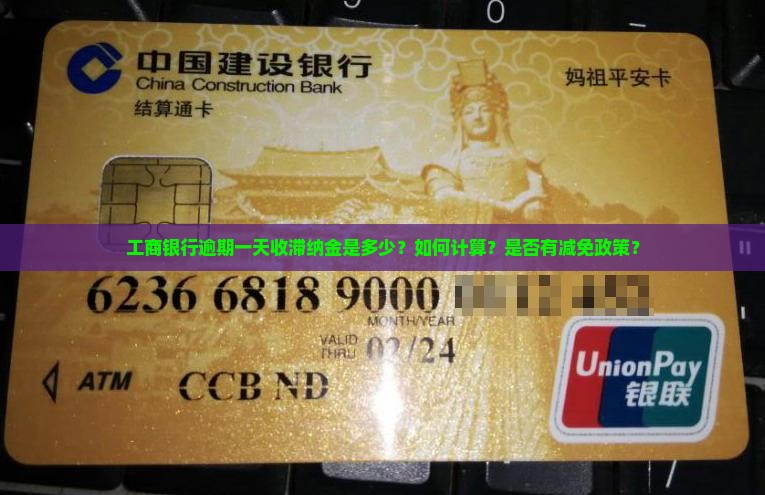 0
中国建设银行
China Construction Bank
结算通卡
妈祖平安卡
工商银行逾期一天收滞纳金是多少？如何计算？是否有减免政策？
6236 6818 9000
MONTH/YEAR
VALID
THRU
02/24
ATM
CCB ND
UnionPay
银联